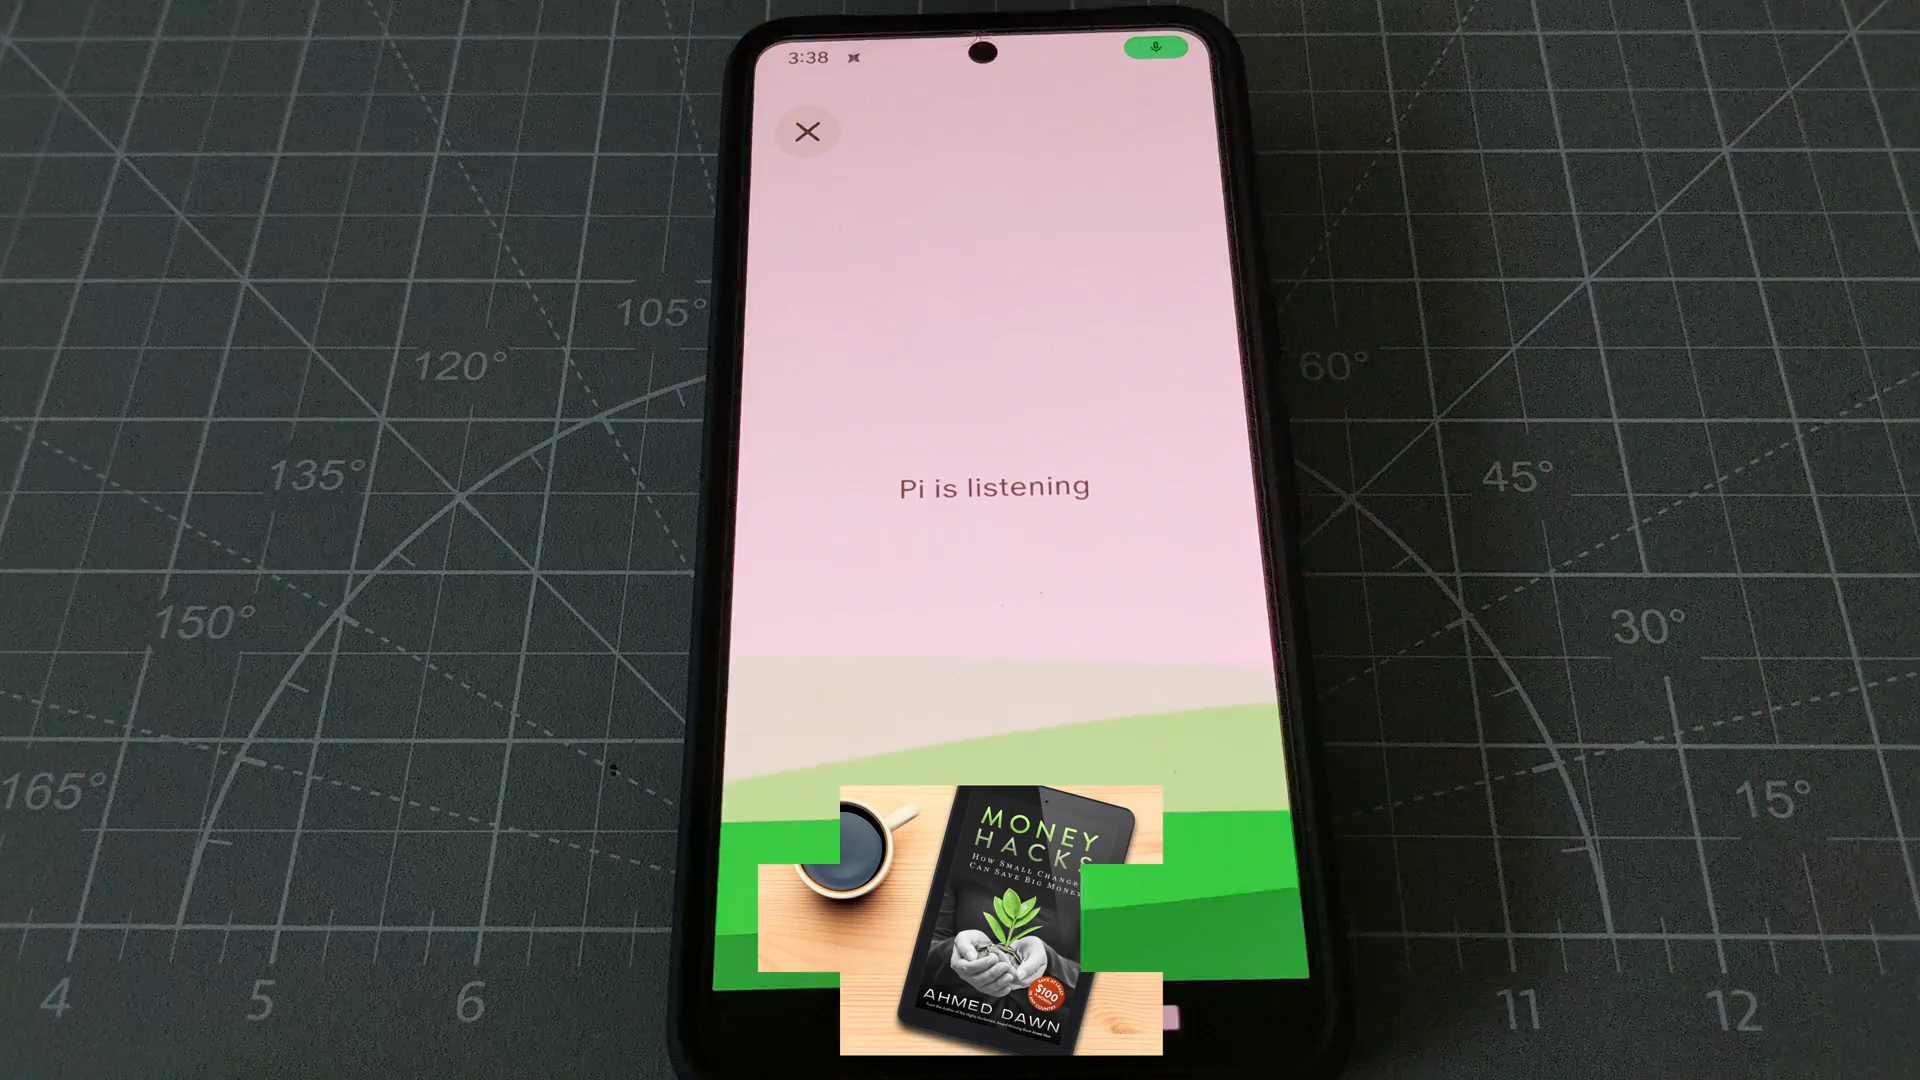 3:38
Pi is listening
105°
120°
135°
150°
165°
60°
45°
30°
15°
4
5
6
11
12
MONEY
HACKS
HOW SMALL CHANGE
CAN SAVE BIG MONEY
$100
AHMED DAWN